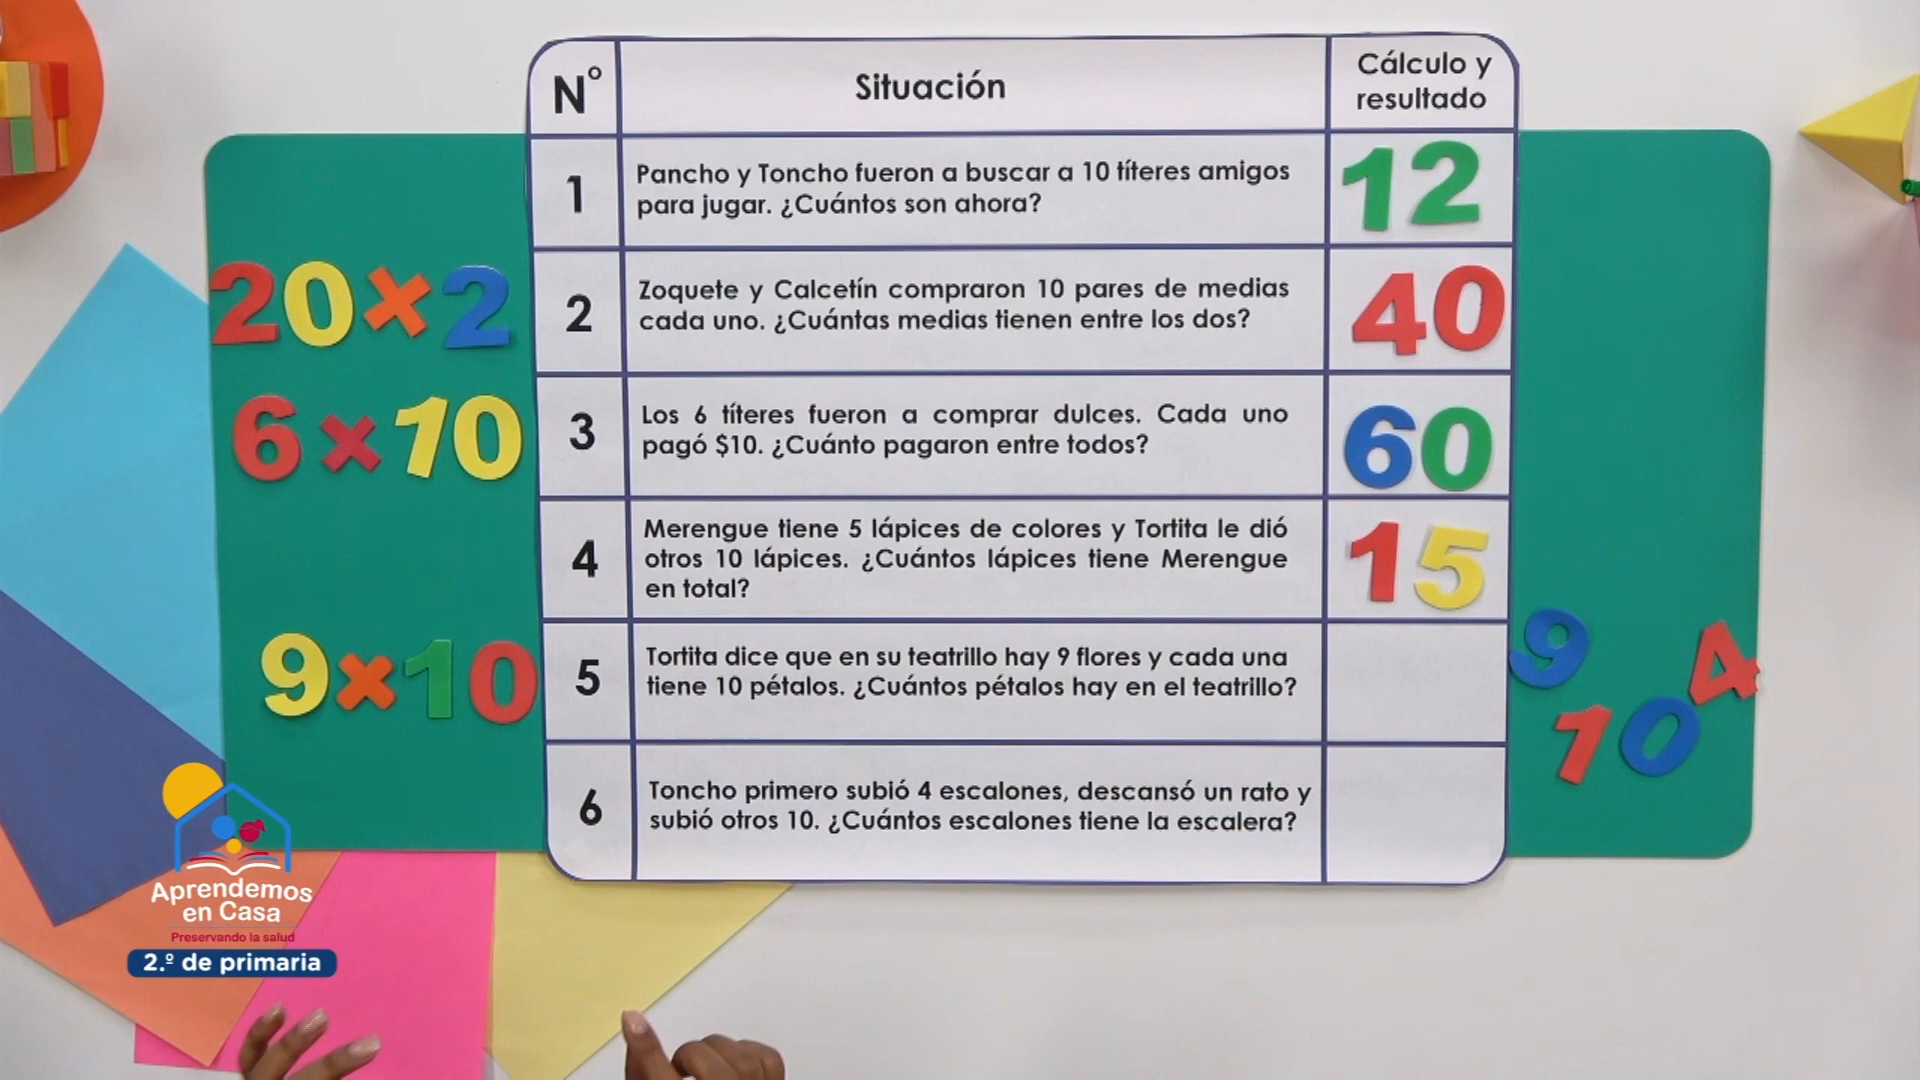 N°
Situación
Cálculo y
resultado
1
Pancho y Toncho fueron a buscar a 10 títeres amigos
para jugar. ¿Cuántos son ahora?
12
20×2
2
Zoquete y Calcetín compraron 10 pares de medias
cada uno. ¿Cuántas medias tienen entre los dos?
40
6×10
3
Los 6 títeres fueron a comprar dulces. Cada uno
pagó $10. ¿Cuánto pagaron entre todos?
60
4
Merengue tiene 5 lápices de colores y Tortita le dió
otros 10 lápices. ¿Cuántos lápices tiene Merengue
en total?
15
9×10
5
Tortita dice que en su teatrillo hay 9 flores y cada una
tiene 10 pétalos. ¿Cuántos pétalos hay en el teatrillo?
9
4
10
6
Toncho primero subió 4 escalones, descansó un rato y
subió otros 10. ¿Cuántos escalones tiene la escalera?
Aprendemos
en Casa
Preservando la salud
2.º de primaria